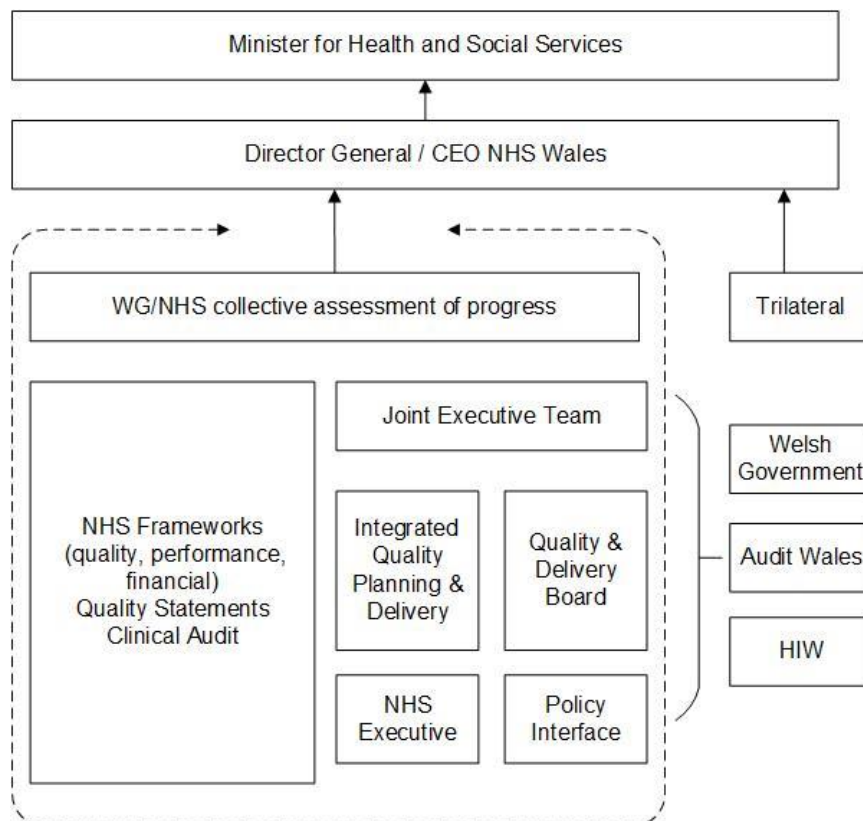 Minister for Health and Social Services
Director General / CEO NHS Wales
WG/NHS collective assessment of progress
Trilateral
NHS Frameworks
(quality, performance,
financial)
Quality Statements
Clinical Audit
Joint Executive Team
Integrated
Quality
Planning &
Delivery
Quality &
Delivery
Board
NHS
Executive
Policy
Interface
Welsh
Government
Audit Wales
HIW